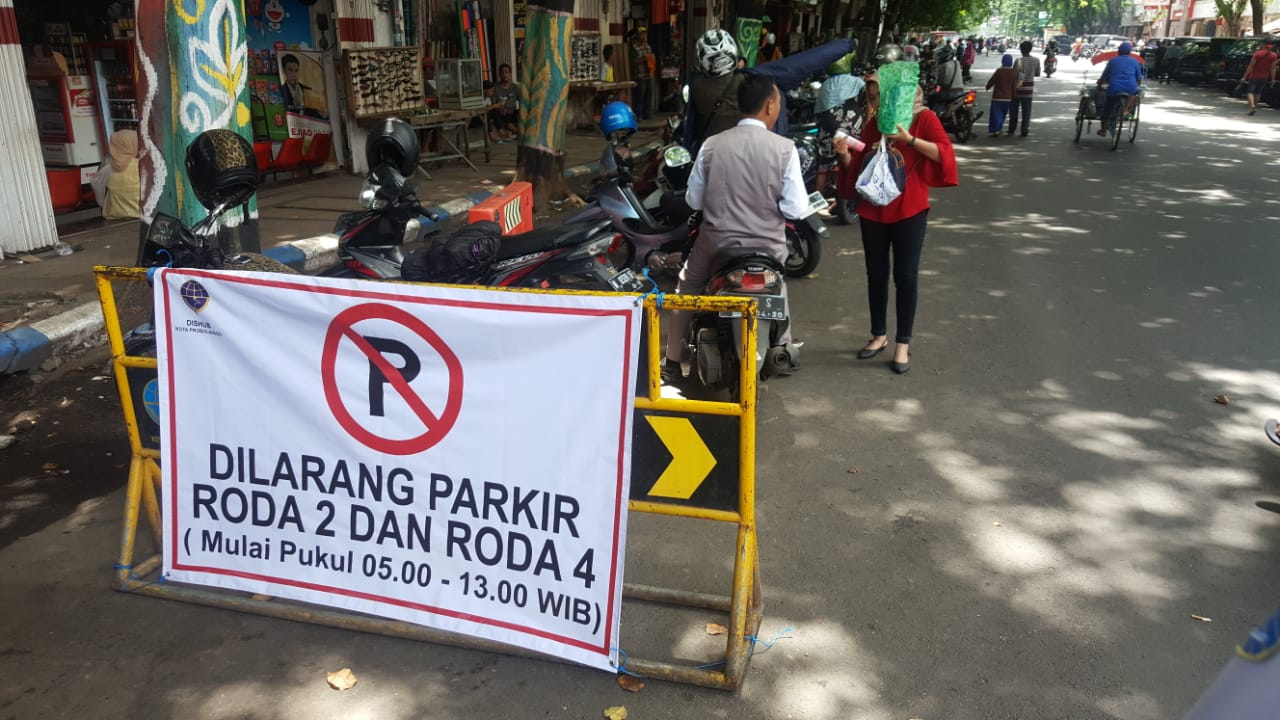 DISHUB
KOTA PROBOLINGGO
P
DILARANG PARKIR
RODA 2 DAN RODA 4
( Mulai Pukul 05.00 - 13.00 WIB)